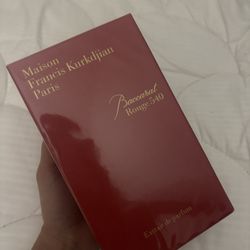 Maison
Francis Kurkdjian
Paris
Baccarat
Rouge 540
Extrait de parfum